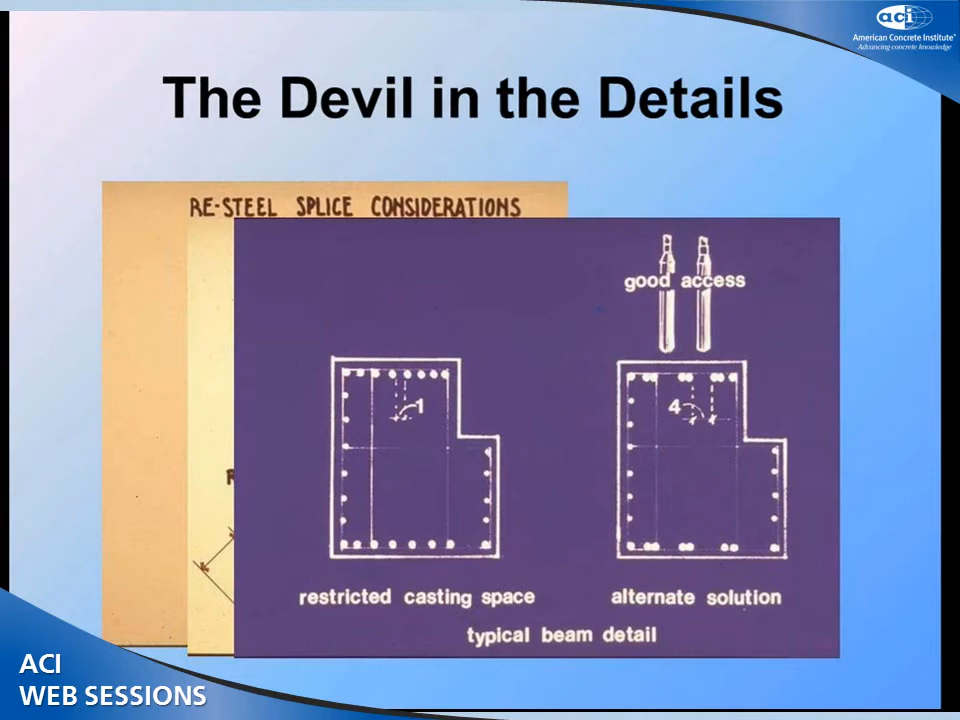 aci
American Concrete Institute®
Advancing concrete knowledge
The Devil in the Details
RE-STEEL SPLICE CONSIDERATIONS
good access
1
4
R
restricted casting space
alternate solution
typical beam detail
ACI
WEB SESSIONS